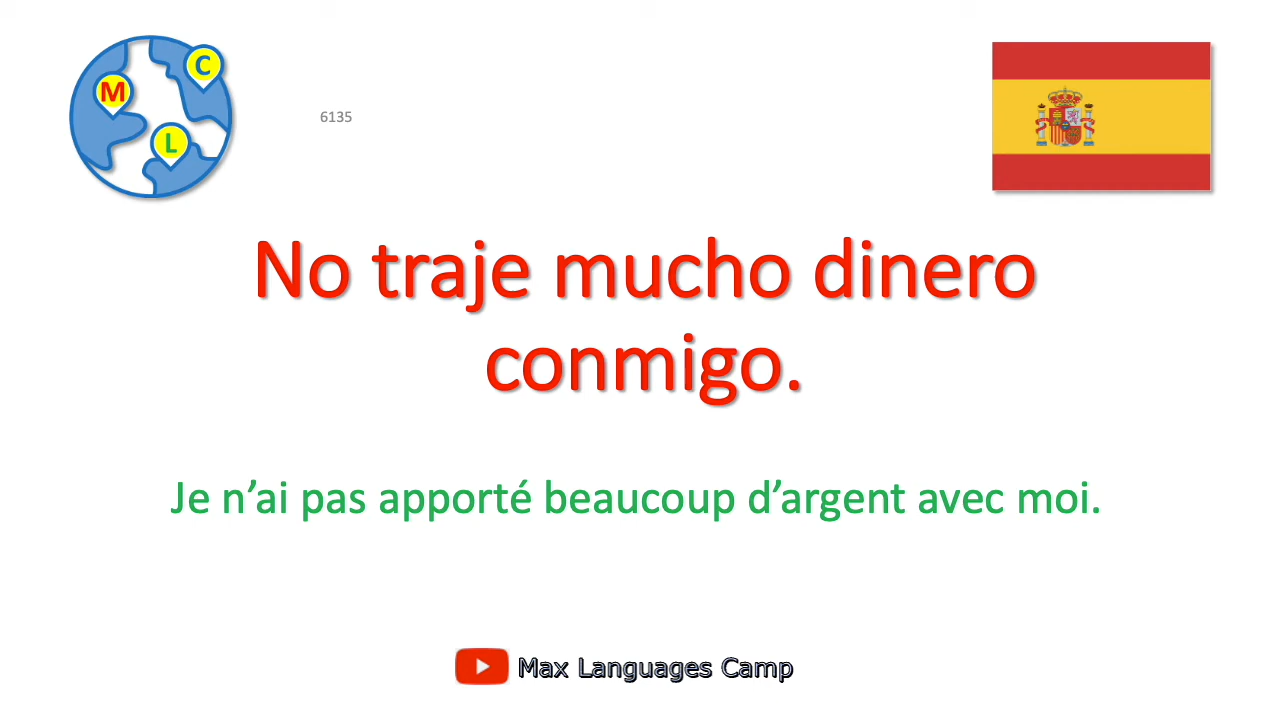 M
C
L
6135
No traje mucho dinero
conmigo.
Je n’ai pas apporté beaucoup d’argent avec moi.
Max Languages Camp